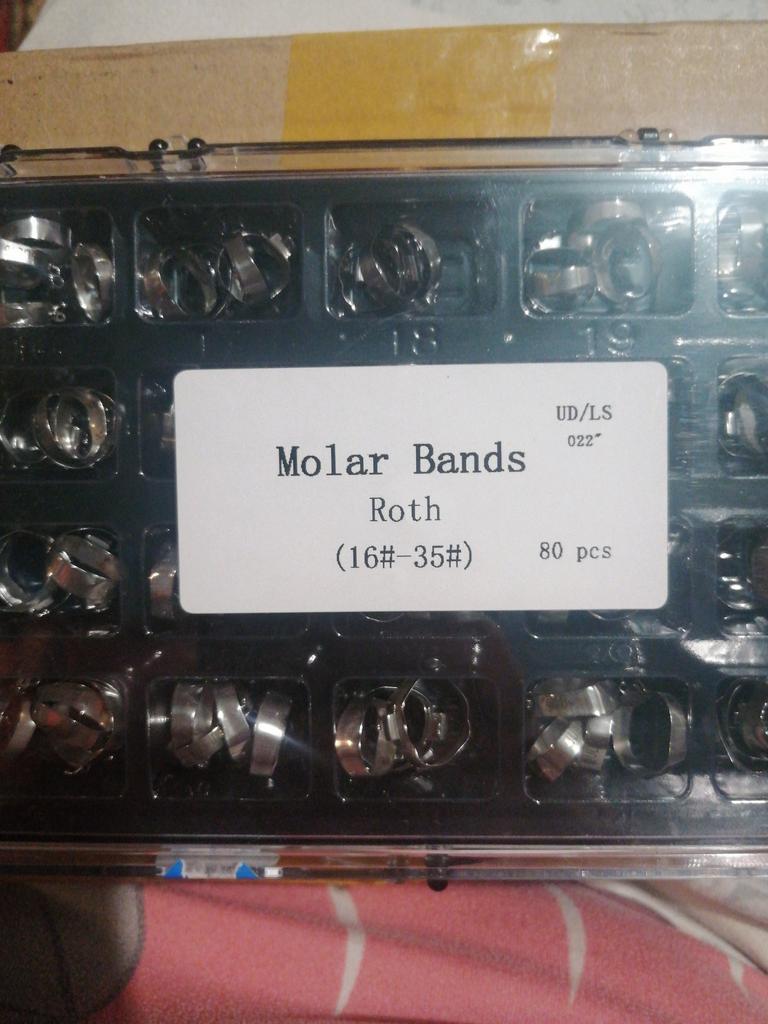 18
19
UD/LS
022″
Molar Bands
Roth
(16#-35#)
80 pcs